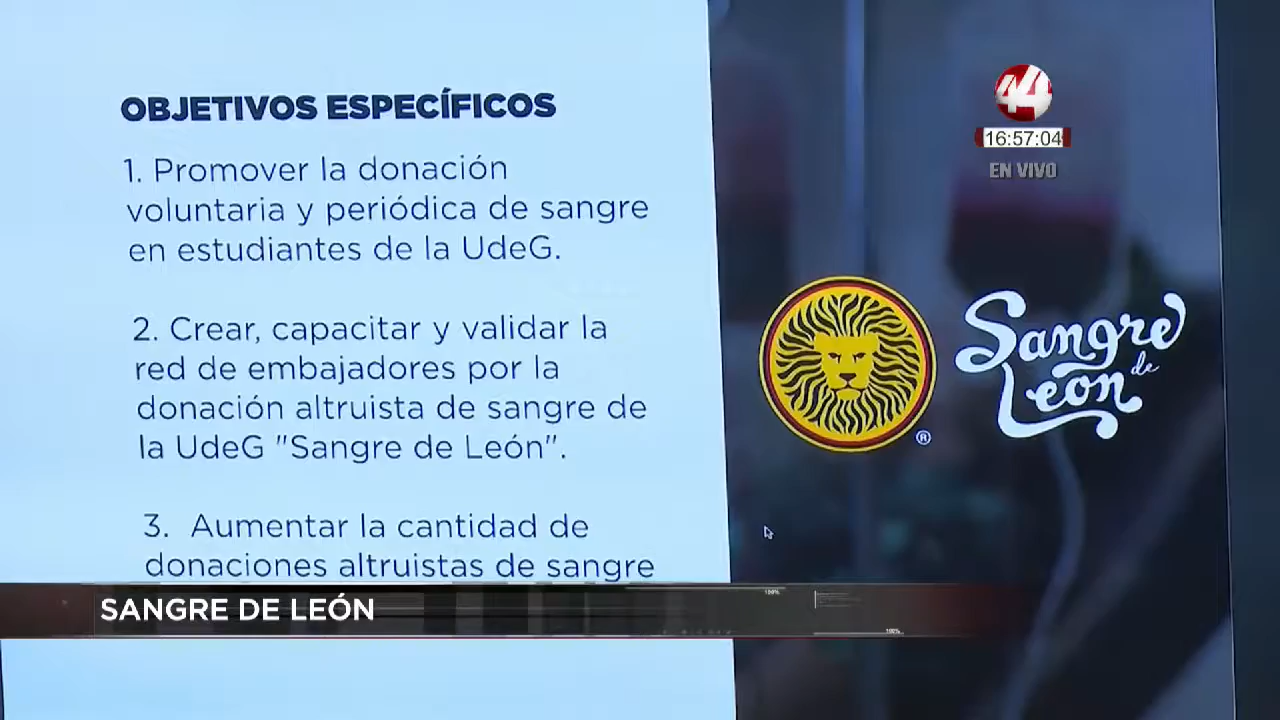 OBJETIVOS ESPECÍFICOS
1. Promover la donación
voluntaria y periódica de sangre
en estudiantes de la UdeG.
2. Crear, capacitar y validar la
red de embajadores por la
donación altruista de sangre de
la UdeG "Sangre de León".
3. Aumentar la cantidad de
donaciones altruistas de sangre
44
16:57:04
EN VIVO
®
Sangre
de
León
100%
SANGRE DE LEÓN
100%